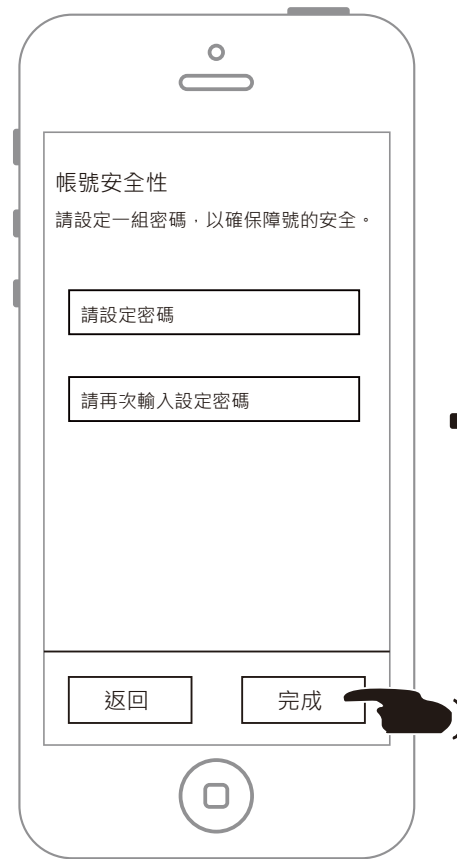 帳號安全性
請設定一組密碼，以確保障號的安全。
請設定密碼
請再次輸入設定密碼
返回
完成